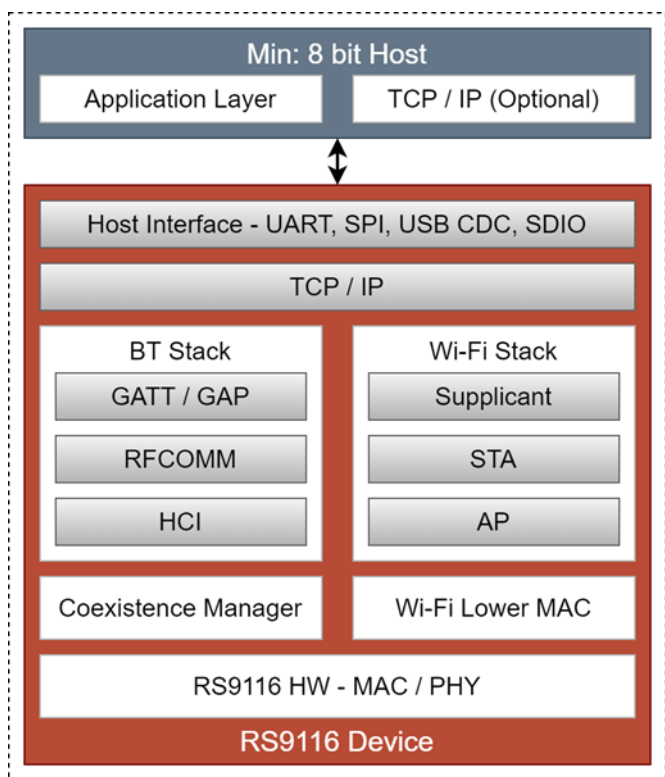 Min: 8 bit Host
Application Layer
TCP / IP (Optional)
Host Interface - UART, SPI, USB CDC, SDIO
TCP / IP
BT Stack
GATT / GAP
RFCOMM
HCI
Wi-Fi Stack
Supplicant
STA
AP
Coexistence Manager
Wi-Fi Lower MAC
RS9116 HW - MAC / PHY
RS9116 Device